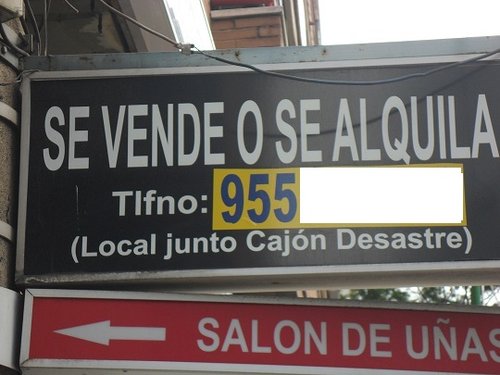 SE VENDE O SE ALQUILA
Tlfno: 955
(Local junto Cajón Desastre)
SALON DE UÑAS